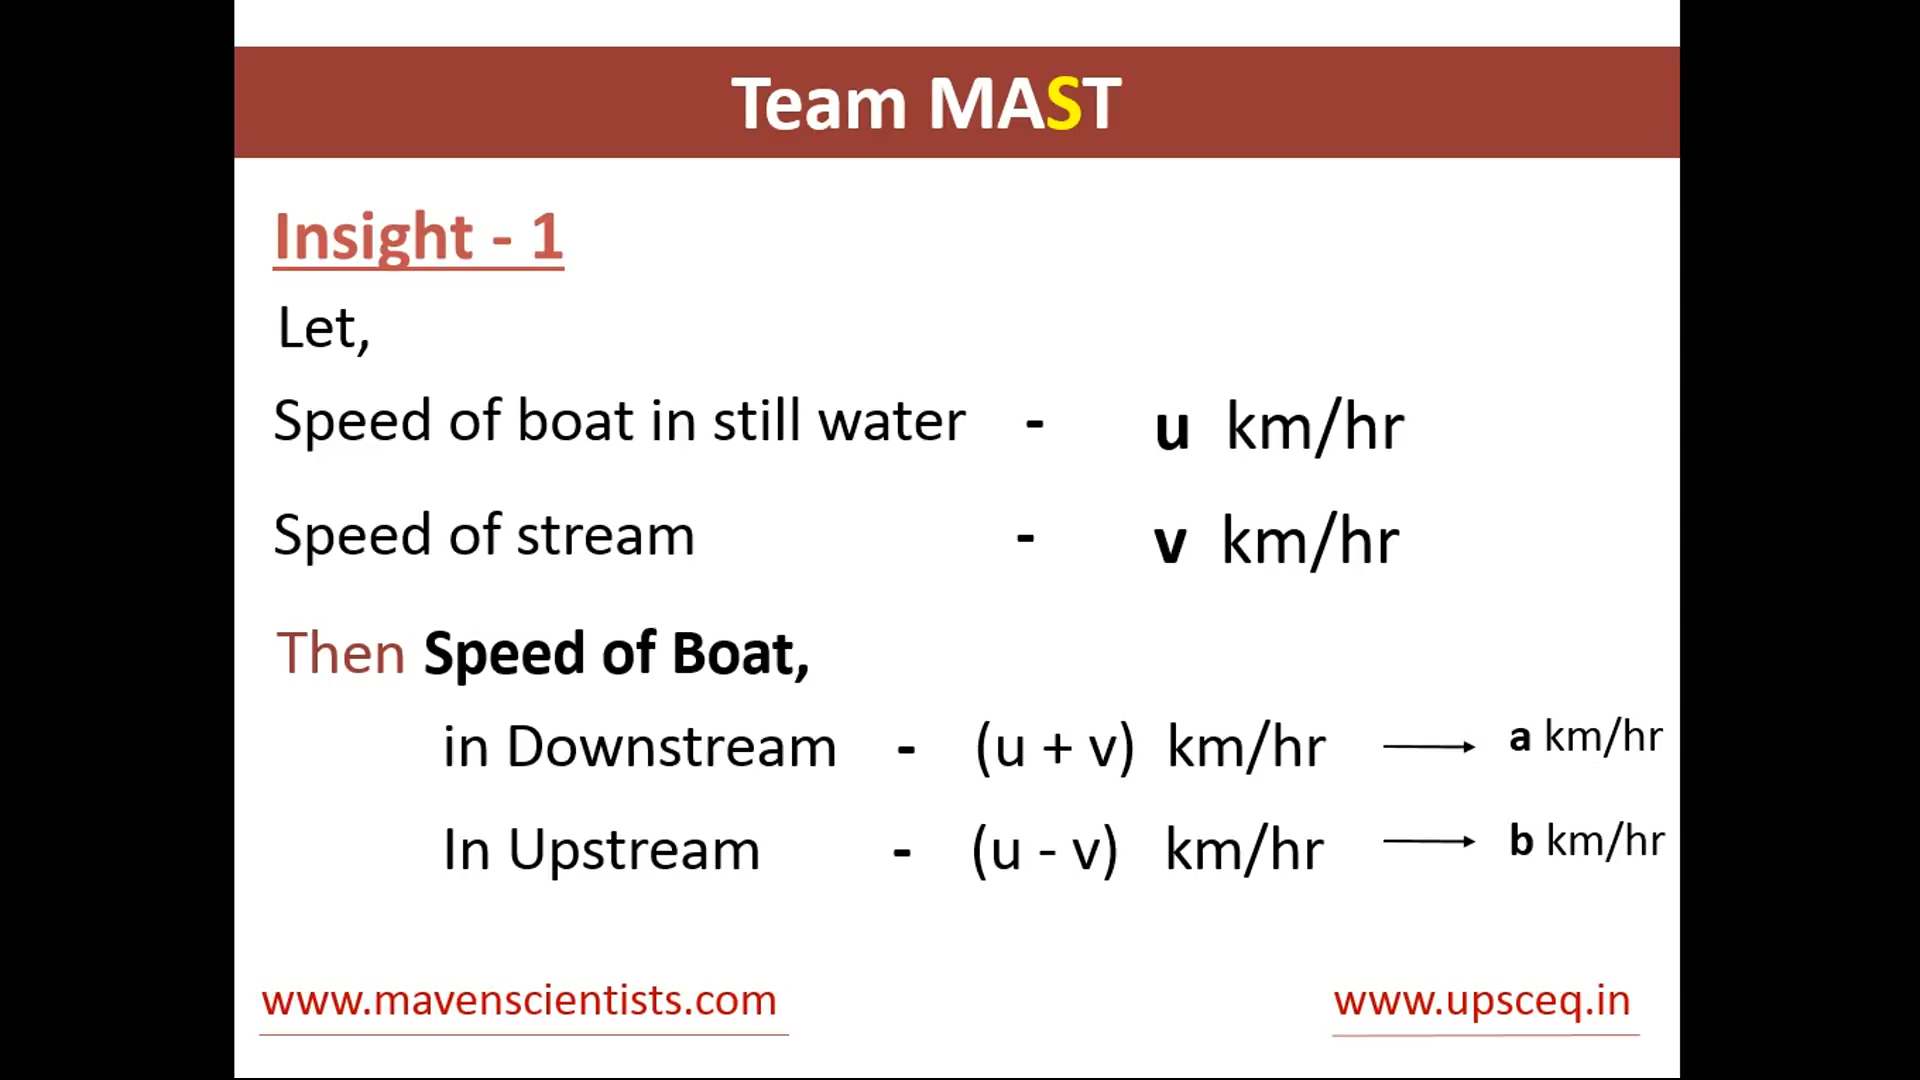 Team MAST
Insight - 1
Let,
Speed of boat in still water - u km/hr
Speed of stream - v km/hr
Then Speed of Boat,
in Downstream - (u + v) km/hr → a km/hr
In Upstream - (u - v) km/hr → b km/hr
www.mavenscientists.com www.upsceq.in